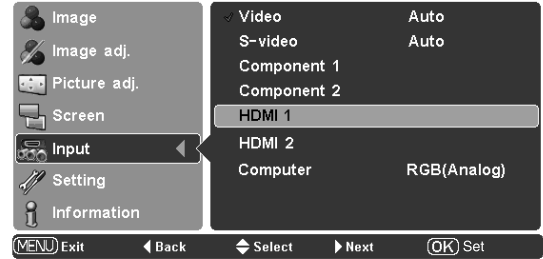 Image
Image adj.
Picture adj.
Screen
Input
Setting
Information
Video Auto
S-video Auto
Component 1
Component 2
HDMI 1
HDMI 2
Computer RGB(Analog)
MENU Exit Back Select Next OK Set